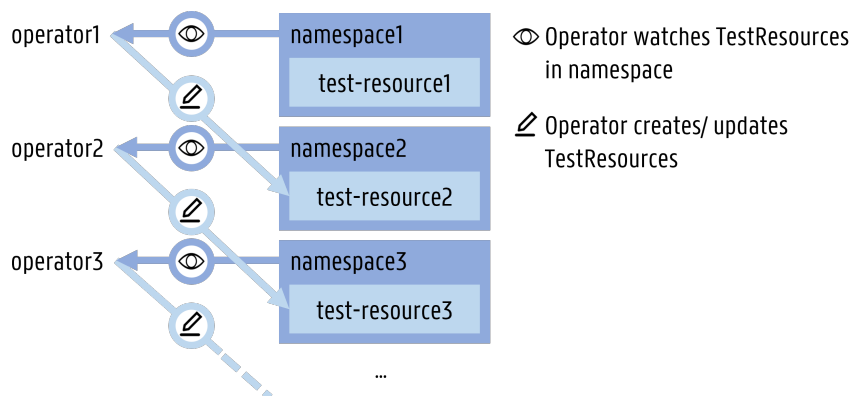 operator1
namespace1
test-resource1
operator2
namespace2
test-resource2
operator3
namespace3
test-resource3
...
Operator watches TestResources
in namespace
Operator creates/ updates
TestResources